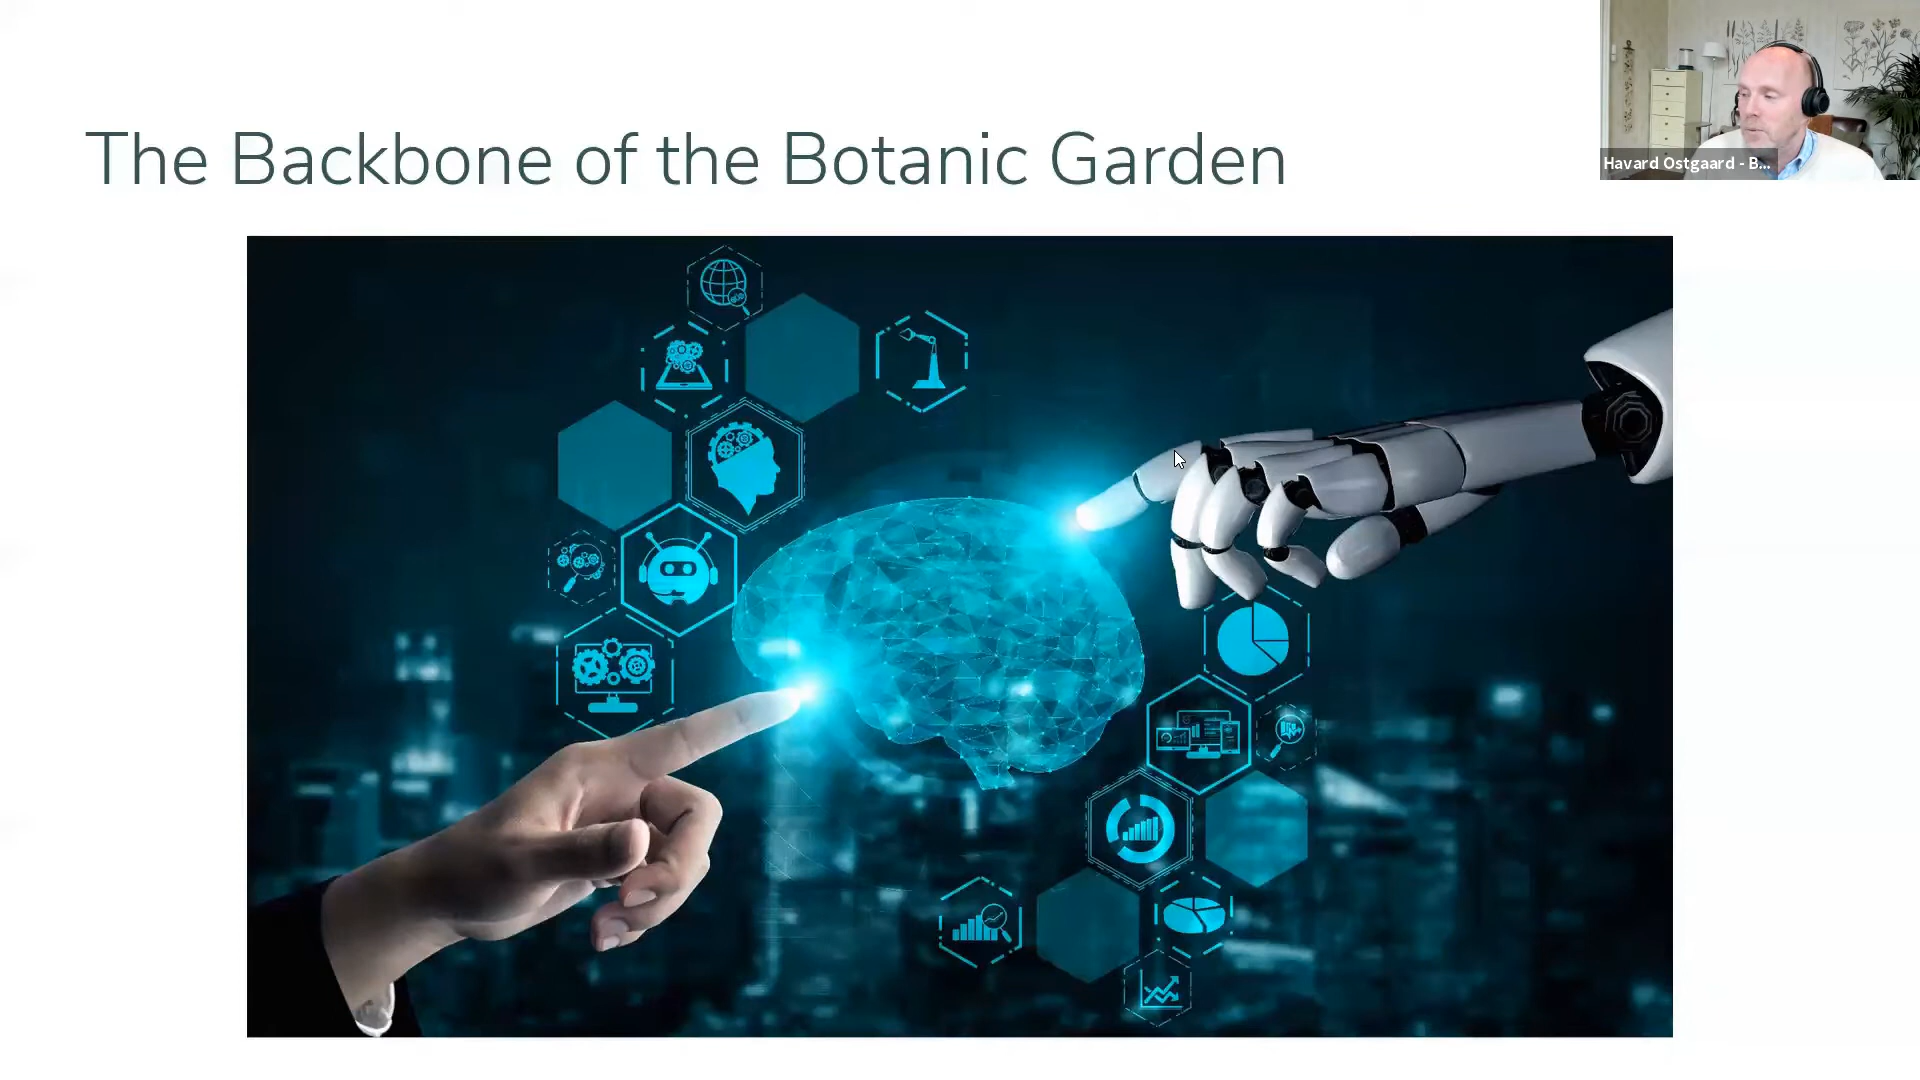 The Backbone of the Botanic Garden
Havard Ostgaard - B...